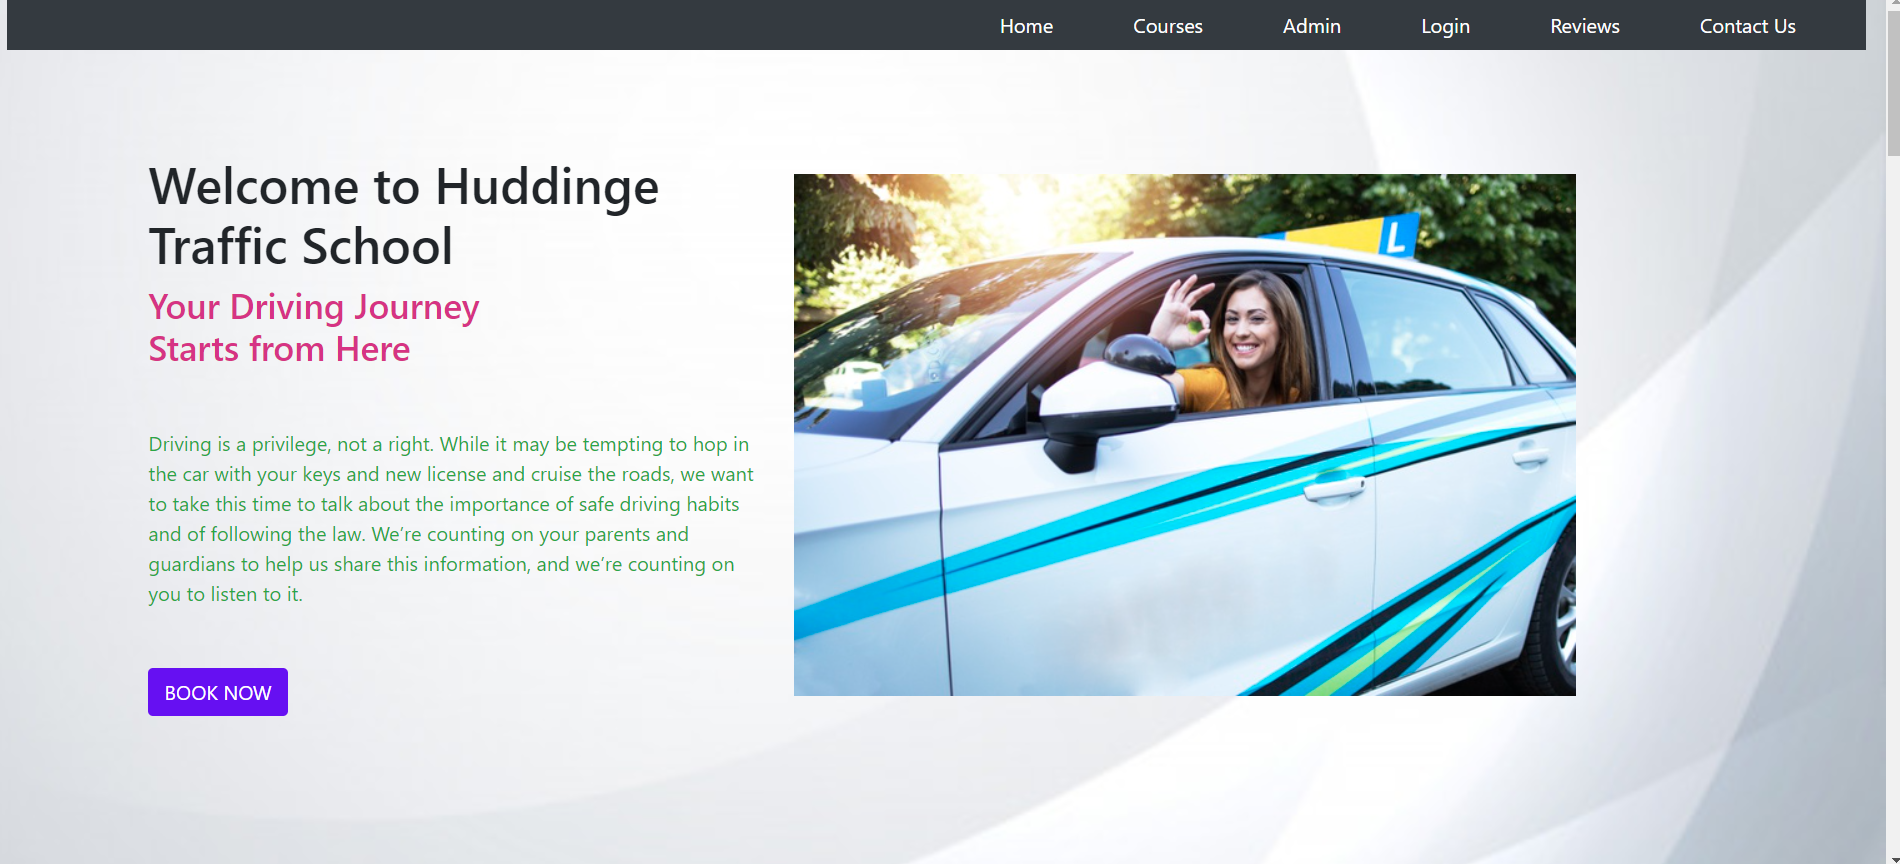 Home Courses Admin Login Reviews Contact Us
Welcome to Huddinge
Traffic School
Your Driving Journey
Starts from Here
Driving is a privilege, not a right. While it may be tempting to hop in
the car with your keys and new license and cruise the roads, we want
to take this time to talk about the importance of safe driving habits
and of following the law. We’re counting on your parents and
guardians to help us share this information, and we’re counting on
you to listen to it.
BOOK NOW
L